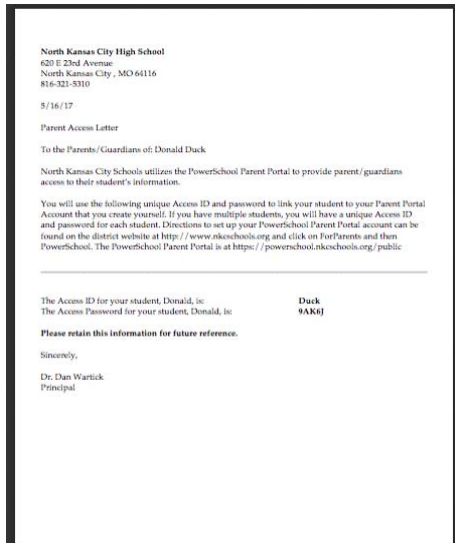 North Kansas City High School
620 E 23rd Avenue
North Kansas City , MO 64116
816-321-5310
5/16/17
Parent Access Letter
To the Parents/Guardians of: Donald Duck
North Kansas City Schools utilizes the PowerSchool Parent Portal to provide parent/guardians
access to their student's information.
You will use the following unique Access ID and password to link your student to your Parent Portal
Account that you create yourself. If you have multiple students, you will have a unique Access ID
and password for each student. Directions to set up your PowerSchool Parent Portal account can be
found on the district website at http://www.nkcschools.org and click on ForParents and then
PowerSchool. The PowerSchool Parent Portal is at https://powerschool.nkcschools.org/public
The Access ID for your student, Donald, is: Duck
The Access Password for your student, Donald, is: 9AK6J
Please retain this information for future reference.
Sincerely,
Dr. Dan Wartick
Principal